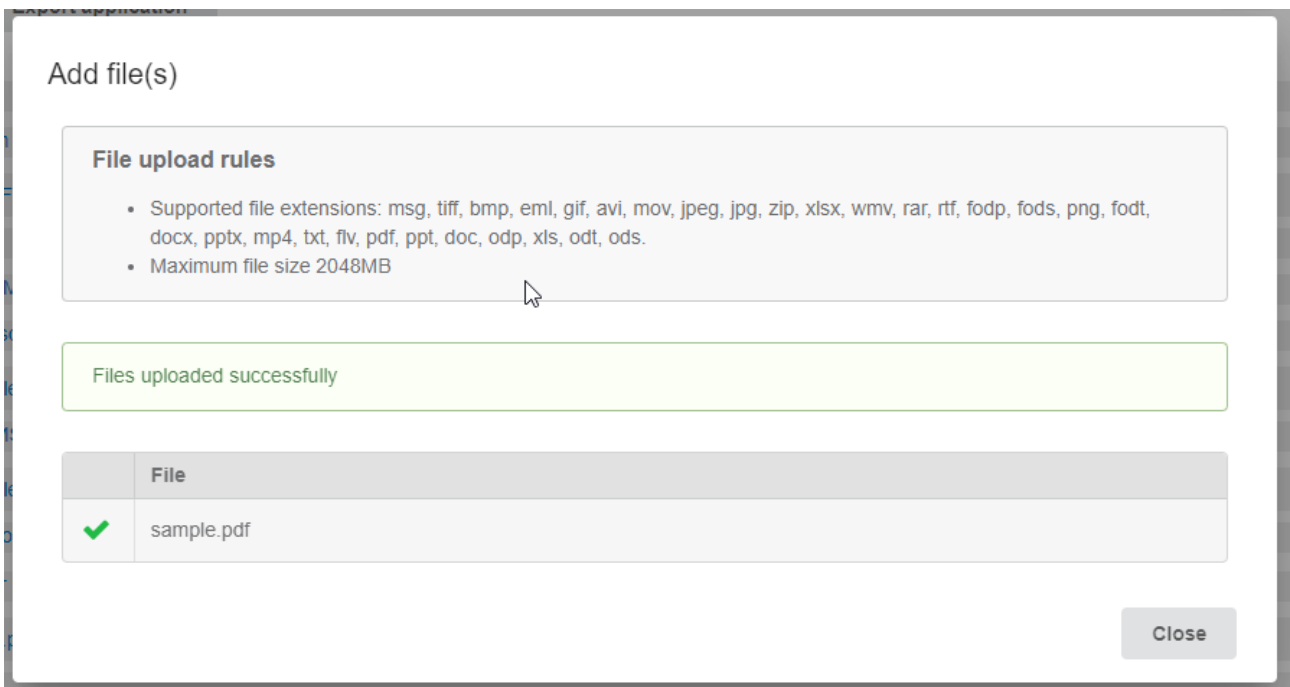 Export application
Add file(s)
File upload rules
• Supported file extensions: msg, tiff, bmp, eml, gif, avi, mov, jpeg, jpg, zip, xlsx, wmv, rar, rtf, fodp, fods, png, fodt,
docx, pptx, mp4, txt, flv, pdf, ppt, doc, odp, xls, odt, ods.
• Maximum file size 2048MB
Files uploaded successfully
File
sample.pdf
Close